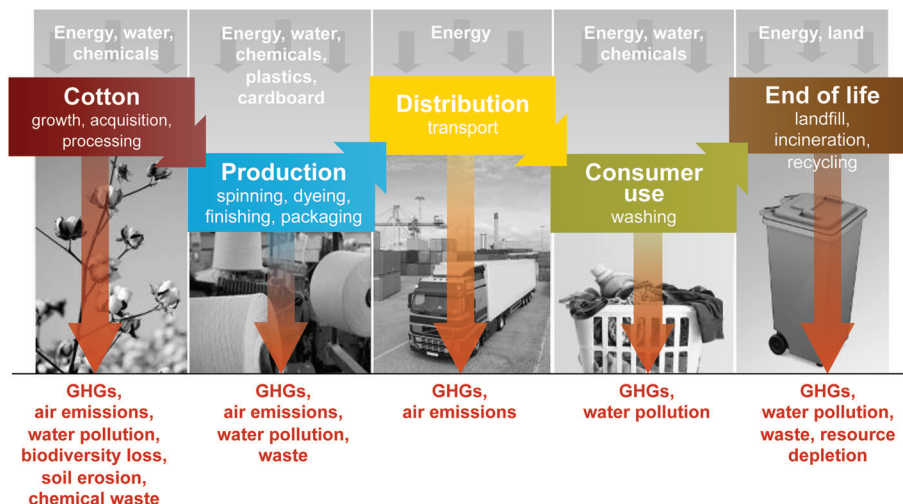 Energy, water,
chemicals
Cotton
growth, acquisition,
processing
GHGs,
air emissions,
water pollution,
biodiversity loss,
soil erosion,
chemical waste
Energy, water,
chemicals,
plastics,
cardboard
Production
spinning, dyeing,
finishing, packaging
GHGs,
air emissions,
water pollution,
waste
Energy
Distribution
transport
GHGs,
air emissions
Energy, water,
chemicals
Consumer
use
washing
GHGs,
water pollution
Energy, land
End of life
landfill,
incineration,
recycling
GHGs,
water pollution,
waste, resource
depletion